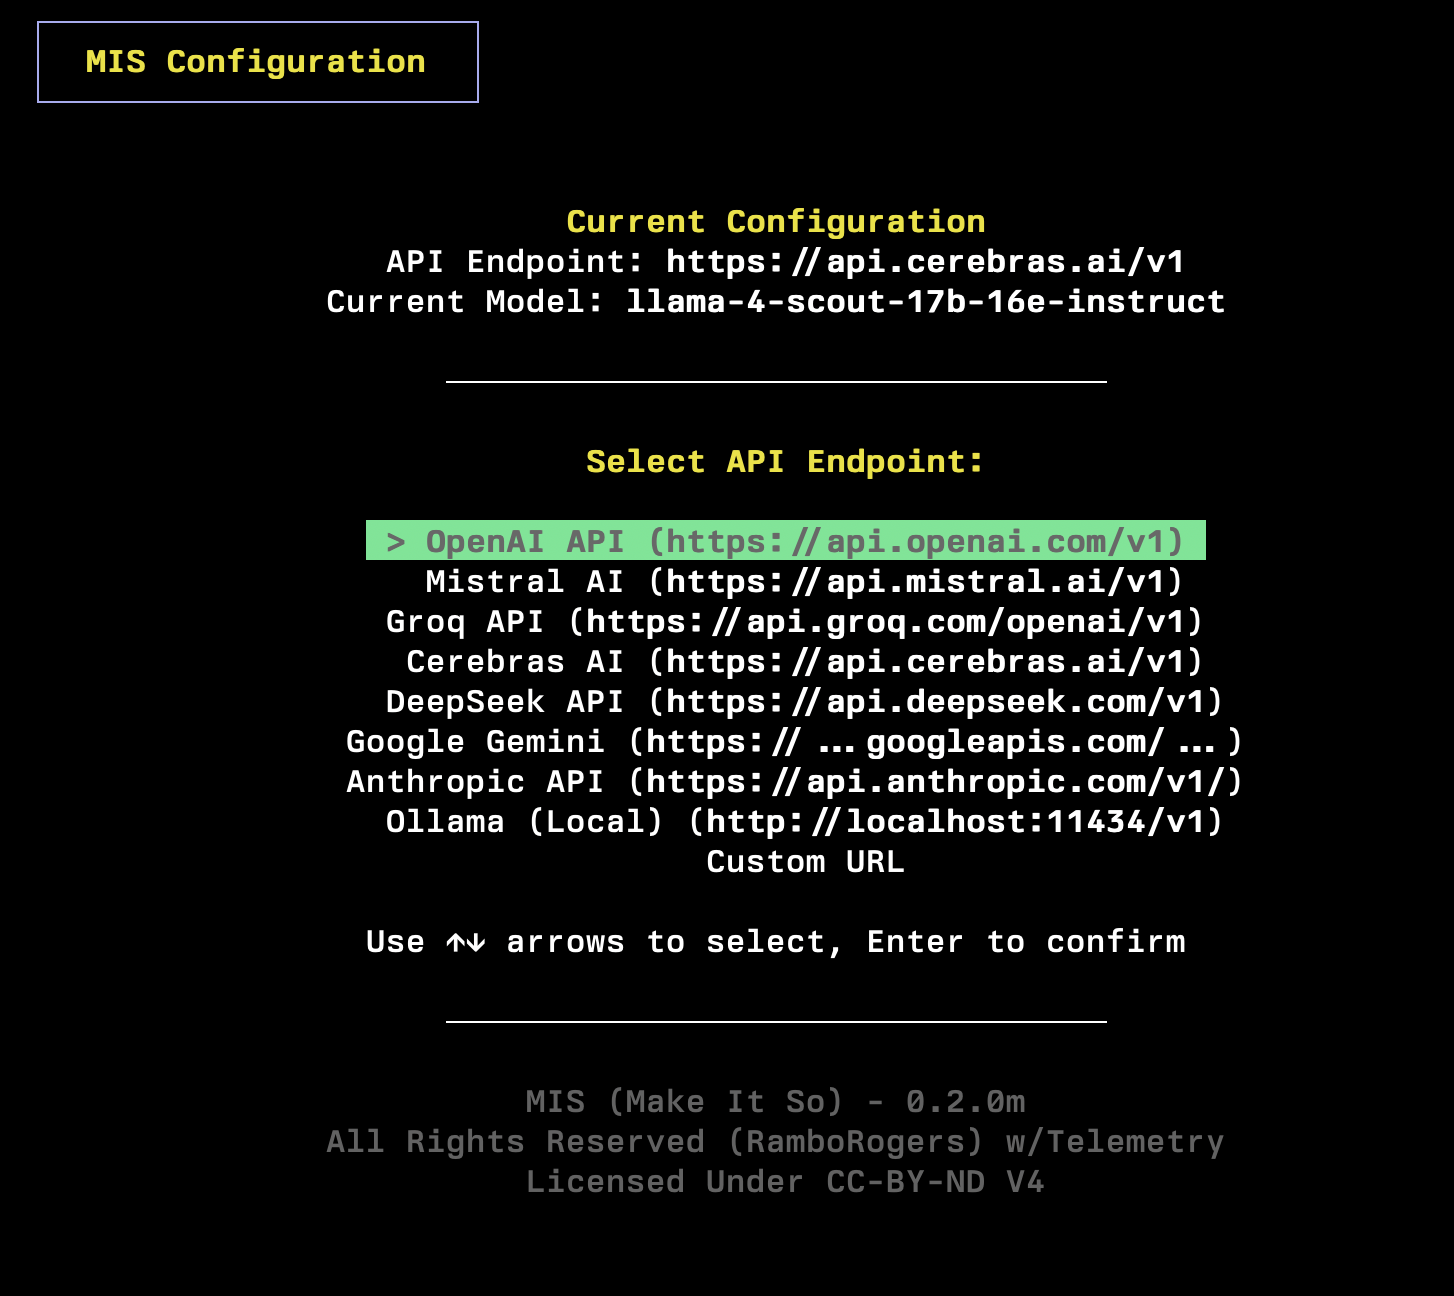 MIS Configuration
Current Configuration
API Endpoint: https://api.cerebras.ai/v1
Current Model: llama-4-scout-17b-16e-instruct
Select API Endpoint:
> OpenAI API (https://api.openai.com/v1)
Mistral AI (https://api.mistral.ai/v1)
Groq API (https://api.groq.com/openai/v1)
Cerebras AI (https://api.cerebras.ai/v1)
DeepSeek API (https://api.deepseek.com/v1)
Google Gemini (https://...googleapis.com/...)
Anthropic API (https://api.anthropic.com/v1/)
Ollama (Local) (http://localhost:11434/v1)
Custom URL
Use ↑↓ arrows to select, Enter to confirm
MIS (Make It So) - 0.2.0m
All Rights Reserved (RamboRogers) w/Telemetry
Licensed Under CC-BY-ND V4